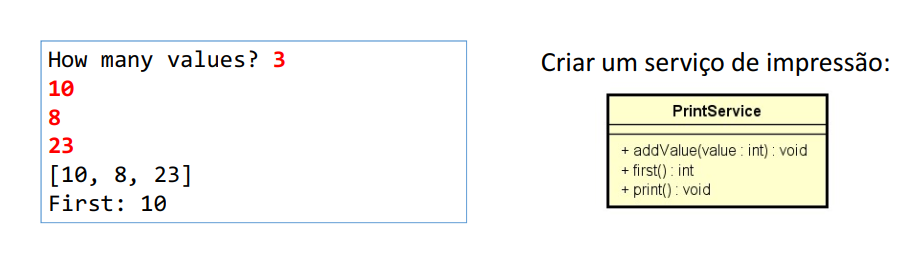 How many values? 3
10
8
23
[10, 8, 23]
First: 10
Criar um serviço de impressão:
PrintService
+ addValue(value : int) : void
+ first() : int
+ print() : void